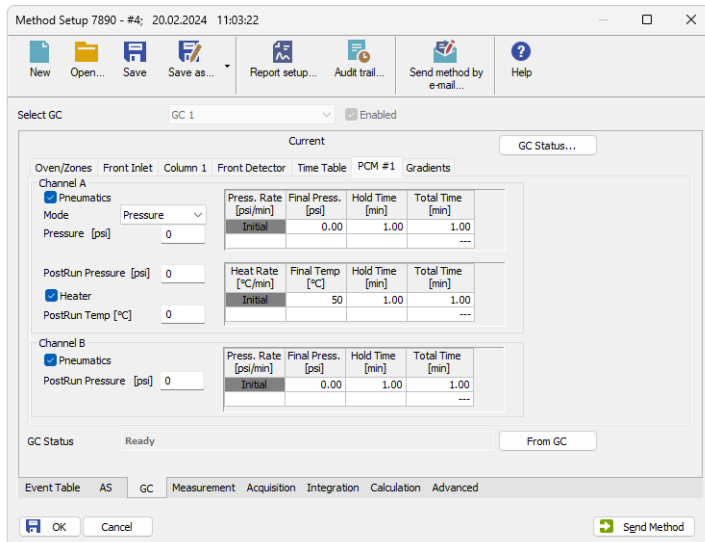 Method Setup 7890 - #4;  20.02.2024  11:03:22
New Open... Save Save as... Report setup... Audit trail... Send method by e-mail... Help
Select GC GC 1 Enabled
Current GC Status...
Oven/Zones Front Inlet Column 1 Front Detector Time Table PCM #1 Gradients
Channel A
Pneumatics
Mode Pressure
Pressure [psi] 0
Press. Rate [psi/min] Final Press. [psi] Hold Time [min] Total Time [min]
Initial 0.00 1.00 1.00
---
PostRun Pressure [psi] 0
Heater
PostRun Temp [°C] 0
Heat Rate [°C/min] Final Temp [°C] Hold Time [min] Total Time [min]
Initial 50 1.00 1.00
---
Channel B
Pneumatics
PostRun Pressure [psi] 0
Press. Rate [psi/min] Final Press. [psi] Hold Time [min] Total Time [min]
Initial 0.00 1.00 1.00
---
GC Status Ready From GC
Event Table AS GC Measurement Acquisition Integration Calculation Advanced
OK Cancel Send Method